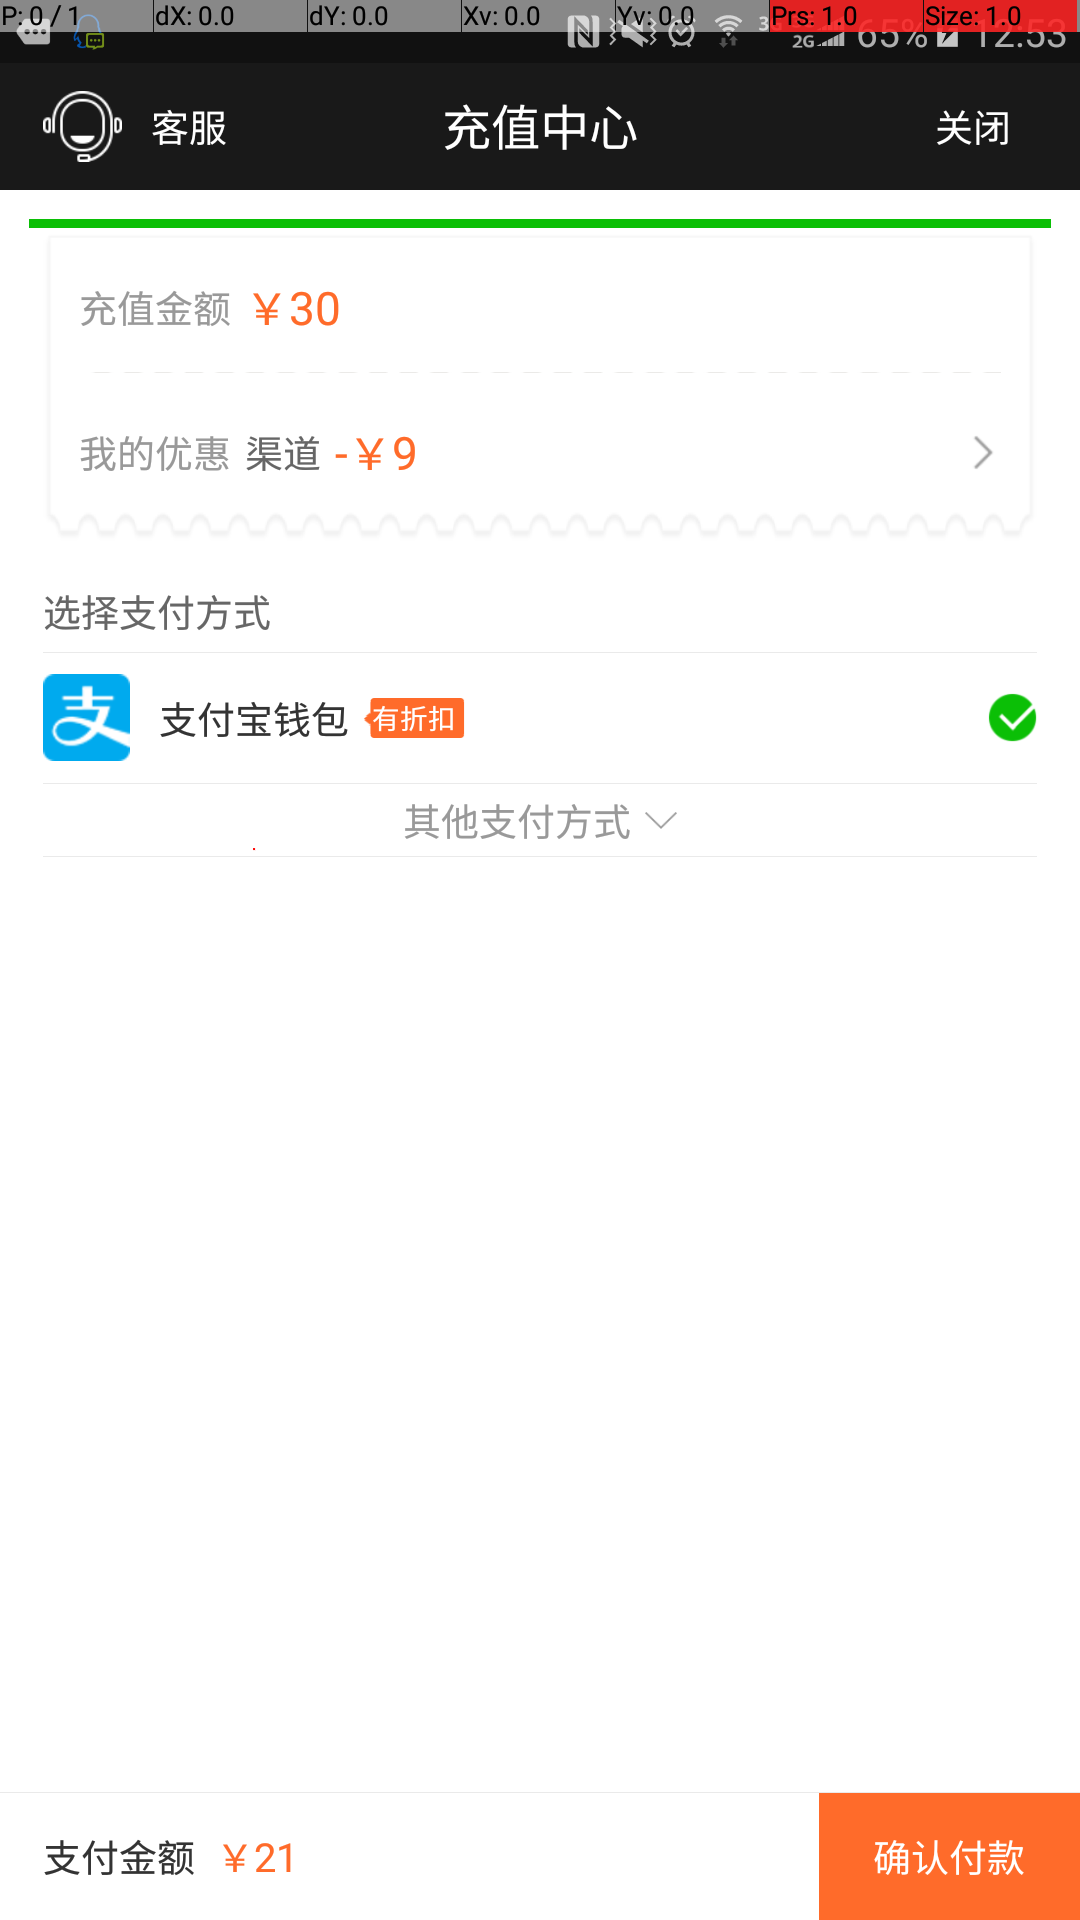 P: 0 / 1 dX: 0.0 dY: 0.0 Xv: 0.0 Yv: 0.0 Prs: 1.0 Size: 1.0
2G 65% 12:53
客服 充值中心 关闭
充值金额 ￥30
我的优惠 渠道 -￥9
选择支付方式
支 支付宝钱包 有折扣
其他支付方式
支付金额 ￥21 确认付款